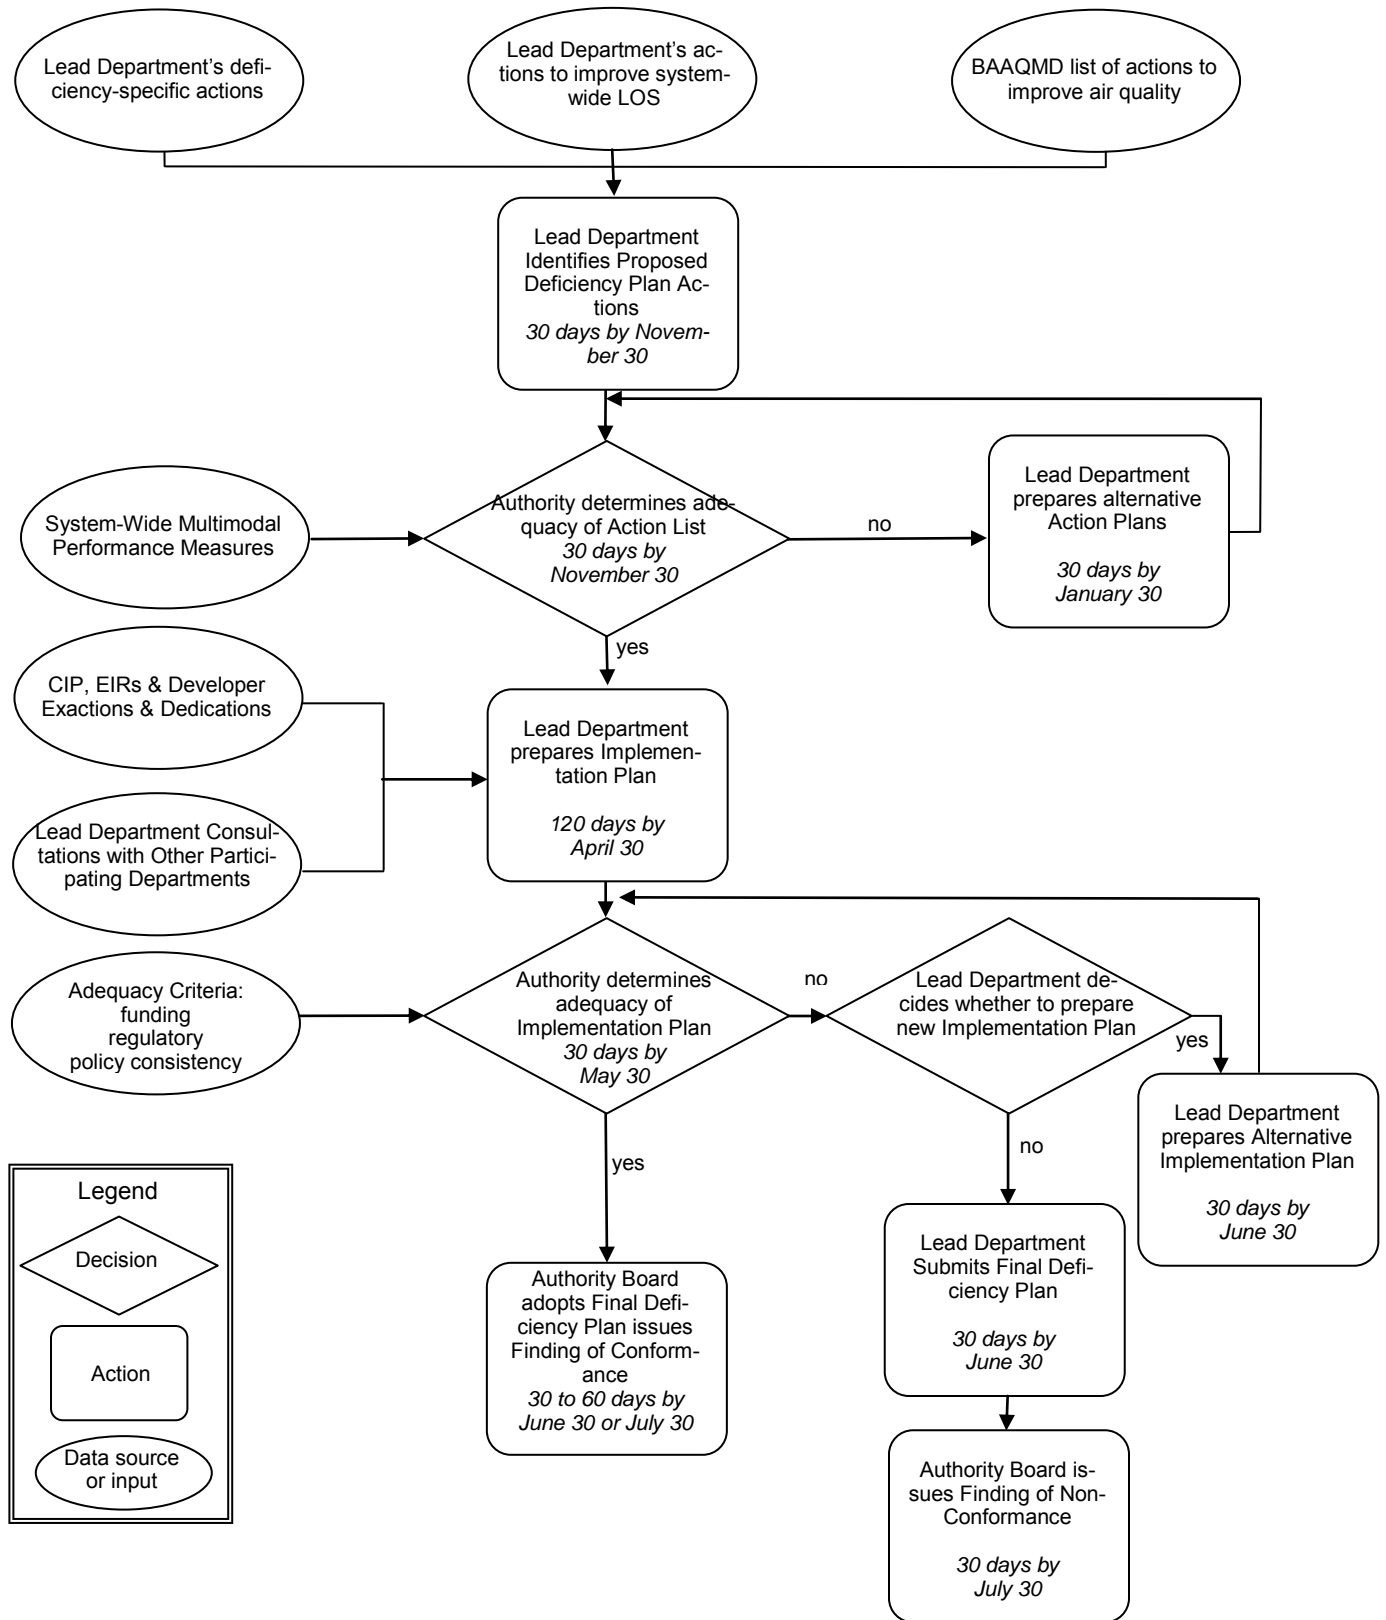 Lead Department's defi-
ciency-specific actions
Lead Department's ac-
tions to improve system-
wide LOS
BAAQMD list of actions to
improve air quality
Lead Department
Identifies Proposed
Deficiency Plan Ac-
tions
30 days by Novem-
ber 30
System-Wide Multimodal
Performance Measures
Authority determines ade-
quacy of Action List
30 days by
November 30
no
Lead Department
prepares alternative
Action Plans
30 days by
January 30
yes
CIP, EIRs & Developer
Exactions & Dedications
Lead Department Consul-
tations with Other Partici-
pating Departments
Lead Department
prepares Implemen-
tation Plan
120 days by
April 30
Adequacy Criteria:
funding
regulatory
policy consistency
Authority determines
adequacy of
Implementation Plan
30 days by
May 30
no
Lead Department de-
cides whether to prepare
new Implementation Plan
yes
Lead Department
prepares Alternative
Implementation Plan
30 days by
June 30
yes
no
Authority Board
adopts Final Defi-
ciency Plan issues
Finding of Conform-
ance
30 to 60 days by
June 30 or July 30
Lead Department
Submits Final Defi-
ciency Plan
30 days by
June 30
Authority Board is-
sues Finding of Non-
Conformance
30 days by
July 30
Legend
Decision
Action
Data source
or input